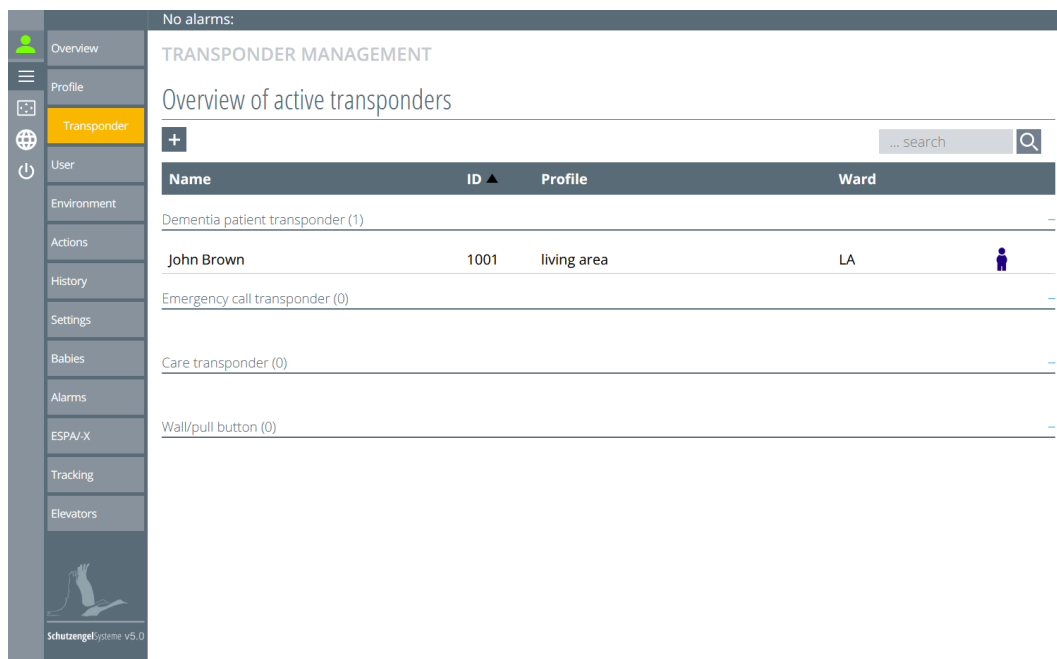 No alarms:
Overview
Profile
Transponder
User
Environment
Actions
History
Settings
Babies
Alarms
ESPA/-X
Tracking
Elevators
SchutzengelSysteme v5.0
TRANSPONDER MANAGEMENT
Overview of active transponders
+ ... search
Name ID ▲ Profile Ward
Dementia patient transponder (1) –
John Brown 1001 living area LA
Emergency call transponder (0) –
Care transponder (0) –
Wall/pull button (0) –